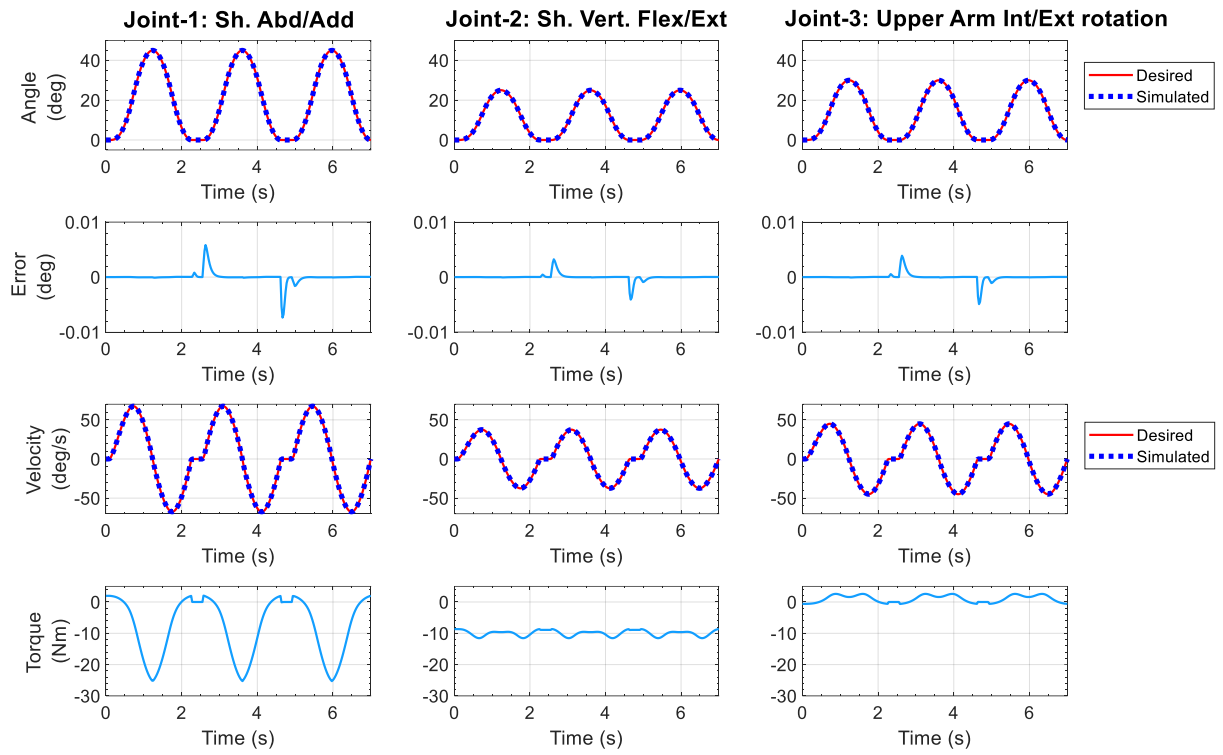 Joint-1: Sh. Abd/Add
Joint-2: Sh. Vert. Flex/Ext
Joint-3: Upper Arm Int/Ext rotation
Angle
(deg)
40
20
0
0 2 4 6
Time (s)
40
20
0
0 2 4 6
Time (s)
40
20
0
0 2 4 6
Time (s)
Desired
Simulated
Error
(deg)
0.01
0
-0.01
0 2 4 6
Time (s)
0.01
0
-0.01
0 2 4 6
Time (s)
0.01
0
-0.01
0 2 4 6
Time (s)
Velocity
(deg/s)
50
0
-50
0 2 4 6
Time (s)
50
0
-50
0 2 4 6
Time (s)
50
0
-50
0 2 4 6
Time (s)
Desired
Simulated
Torque
(Nm)
0
-10
-20
-30
0 2 4 6
Time (s)
0
-10
-20
-30
0 2 4 6
Time (s)
0
-10
-20
-30
0 2 4 6
Time (s)